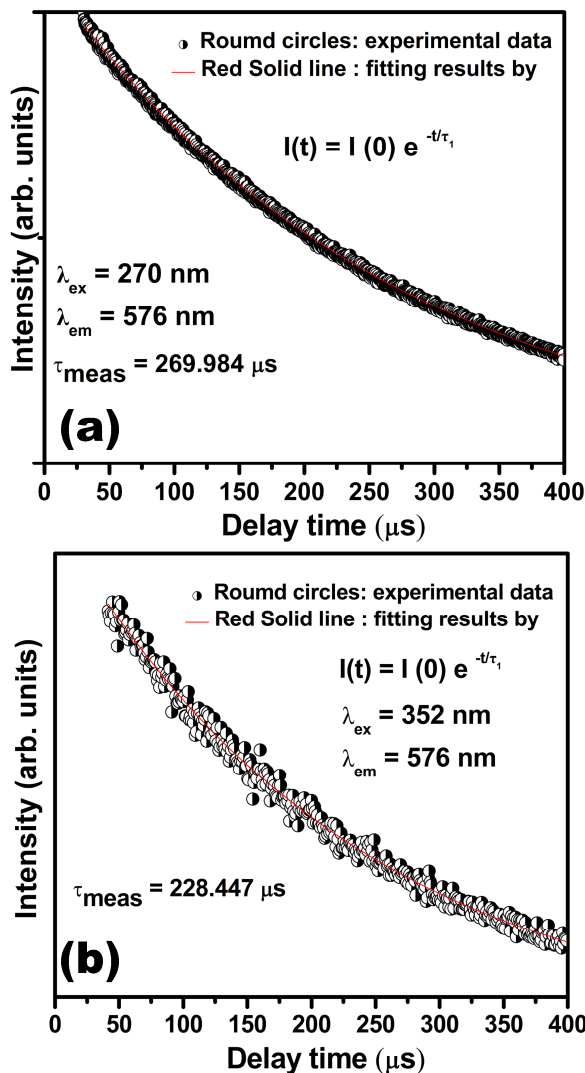 Roumd circles: experimental data
Red Solid line : fitting results by
I(t) = I (0) e -t/τ1
λex = 270 nm
λem = 576 nm
τmeas = 269.984 μs
(a)
Intensity (arb. units)
0 50 100 150 200 250 300 350 400
Delay time (μs)
Roumd circles: experimental data
Red Solid line : fitting results by
I(t) = I (0) e -t/τ1
λex = 352 nm
λem = 576 nm
τmeas = 228.447 μs
(b)
Intensity (arb. units)
0 50 100 150 200 250 300 350 400
Delay time (μs)